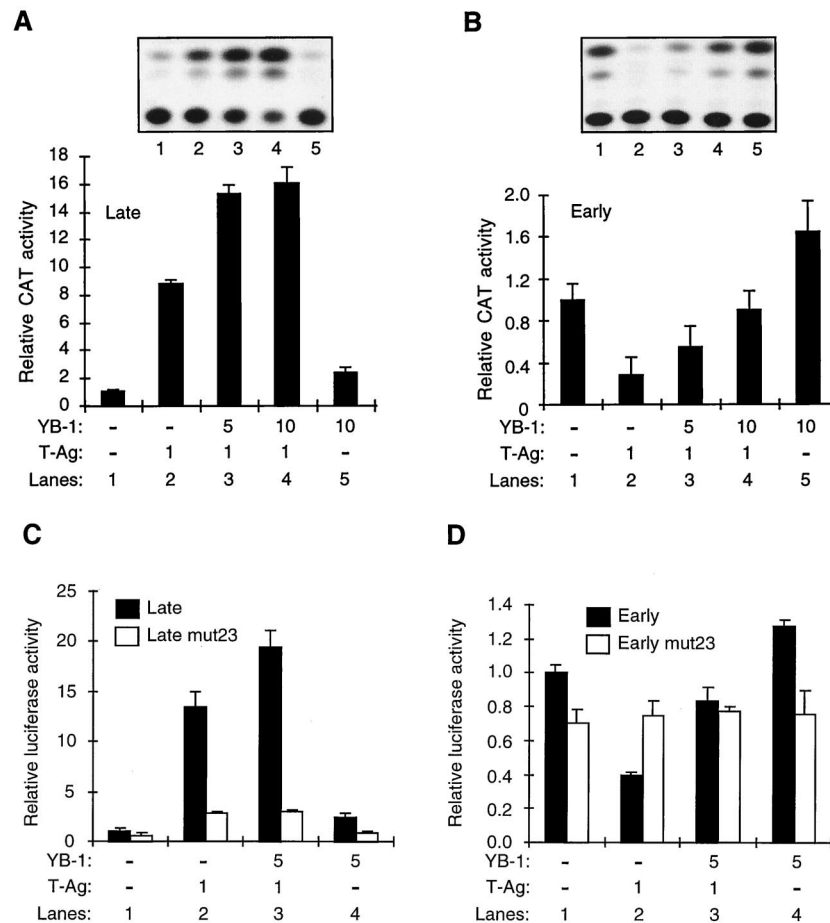 A
1 2 3 4 5
18
16
14
12
10
8
6
4
2
0
Relative CAT activity
Late
YB-1: - - 5 10 10
T-Ag: - 1 1 1 -
Lanes: 1 2 3 4 5
B
1 2 3 4 5
2.0
1.6
1.2
0.8
0.4
0
Relative CAT activity
Early
YB-1: - - 5 10 10
T-Ag: - 1 1 1 -
Lanes: 1 2 3 4 5
C
25
20
15
10
5
0
Relative luciferase activity
Late
Late mut23
YB-1: - - 5 5
T-Ag: - 1 1 -
Lanes: 1 2 3 4
D
1.4
1.2
1.0
0.8
0.6
0.4
0.2
0.0
Relative luciferase activity
Early
Early mut23
YB-1: - - 5 5
T-Ag: - 1 1 -
Lanes: 1 2 3 4